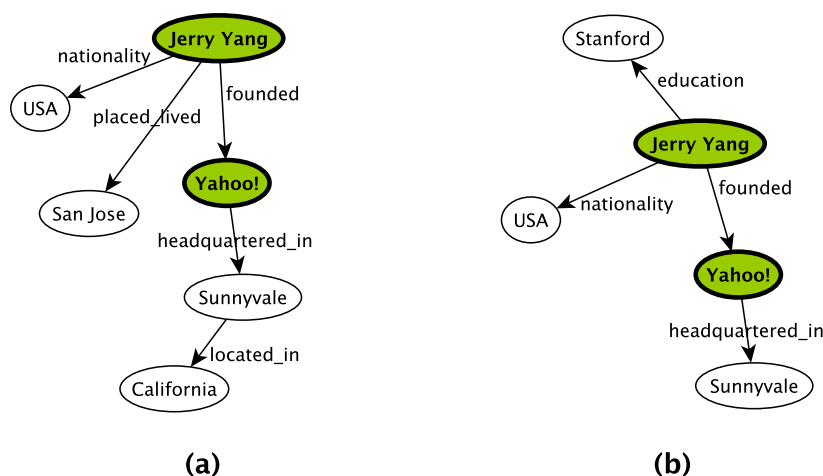 Jerry Yang
nationality
USA
placed_lived
founded
San Jose
Yahoo!
headquartered_in
Sunnyvale
located_in
California
(a)
Stanford
education
Jerry Yang
nationality
founded
USA
Yahoo!
headquartered_in
Sunnyvale
(b)